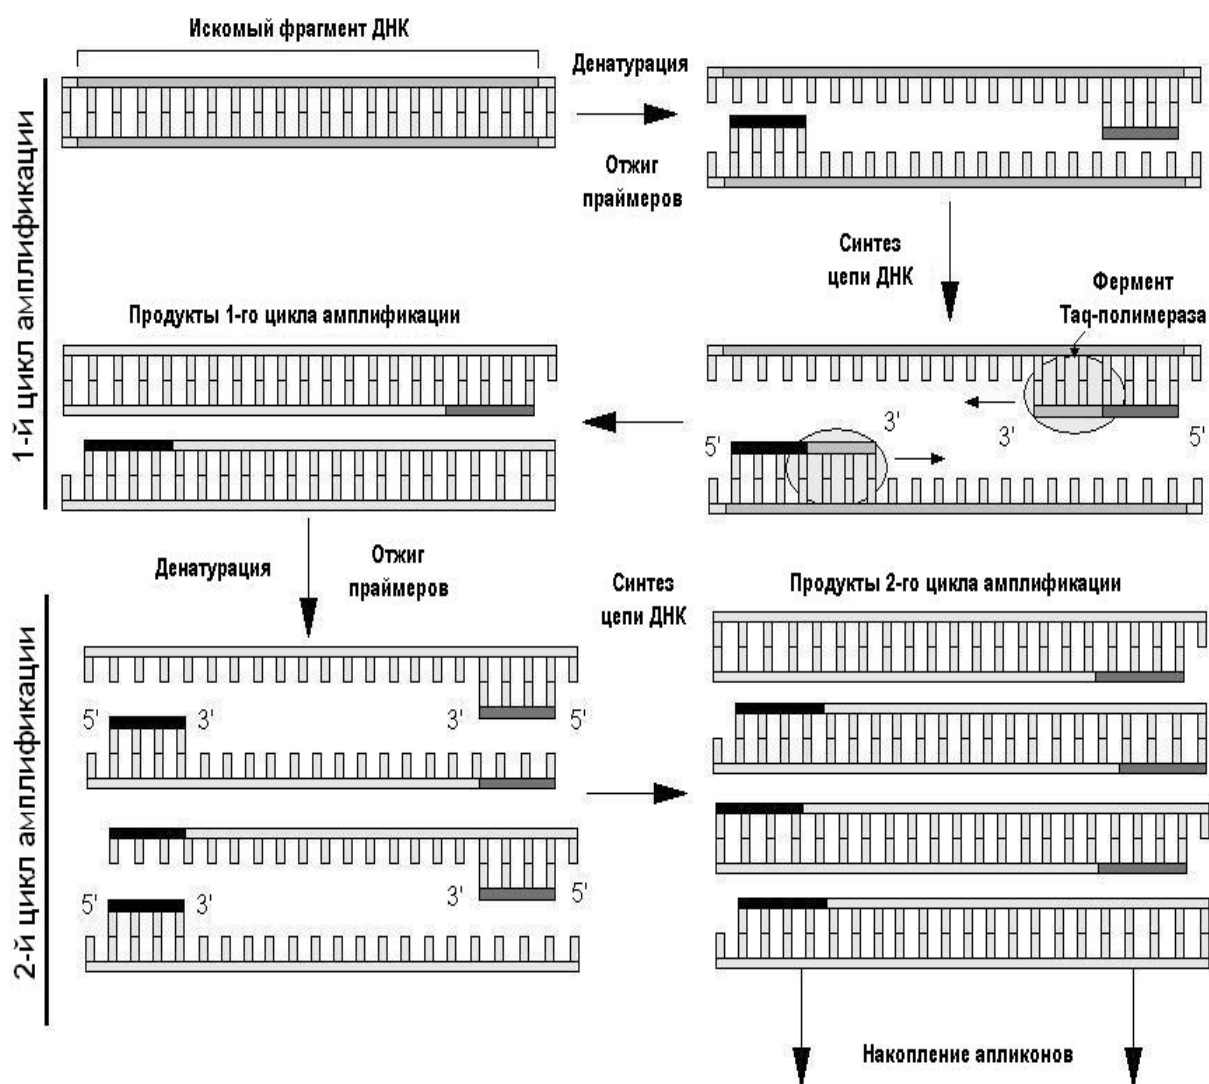 1-й цикл амплификации
Искомый фрагмент ДНК
Денатурация
Отжиг
праймеров
Синтез
цепи ДНК
Фермент
Taq-полимераза
3'
3'
5'
5'
Продукты 1-го цикла амплификации
2-й цикл амплификации
Денатурация
Отжиг
праймеров
5'
3'
3'
5'
5'
3'
3'
5'
Синтез
цепи ДНК
Продукты 2-го цикла амплификации
Накопление апликонов